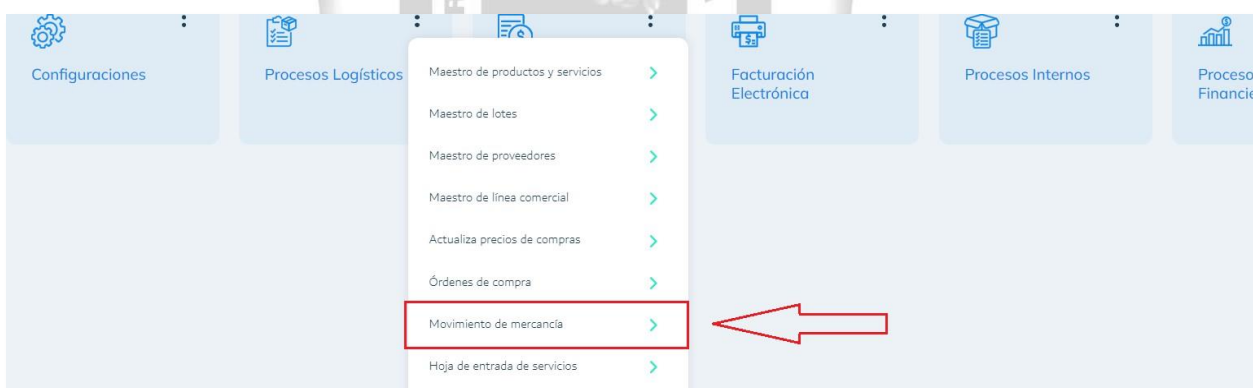 Configuraciones
Procesos Logísticos
Maestro de productos y servicios
Maestro de lotes
Maestro de proveedores
Maestro de línea comercial
Actualiza precios de compras
Órdenes de compra
Movimiento de mercancía
Hoja de entrada de servicios
Facturación
Electrónica
Procesos Internos